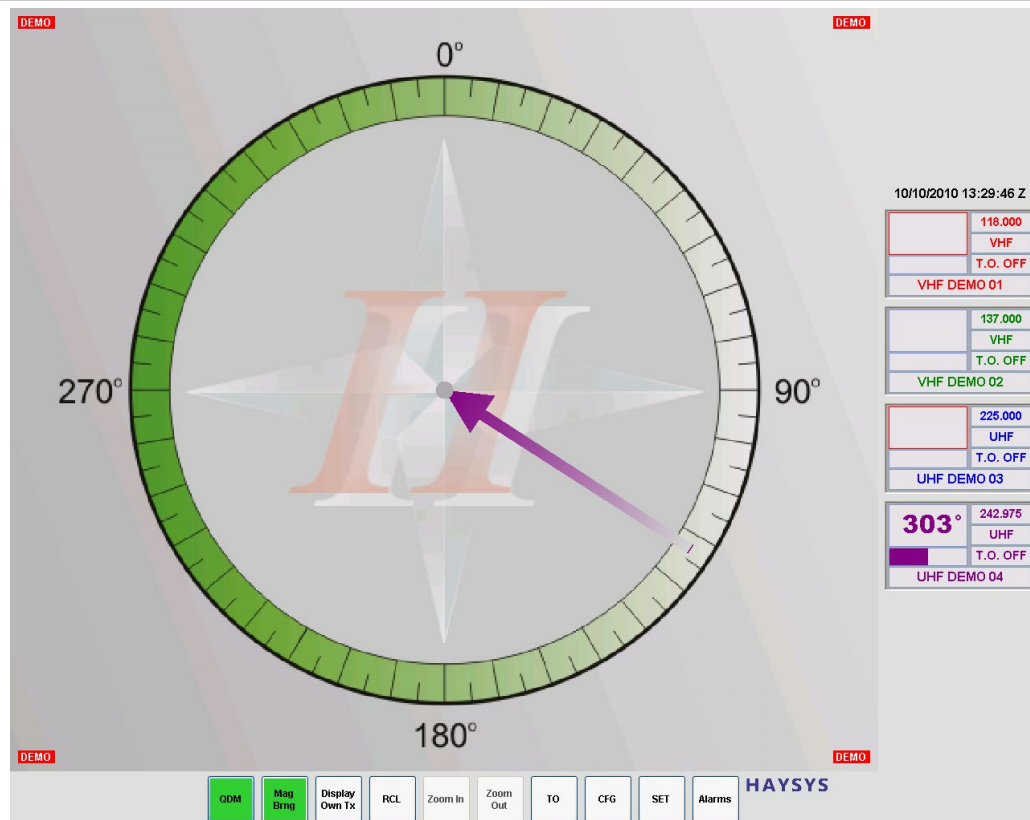 DEMO
DEMO
0°
270°
90°
180°
H
10/10/2010 13:29:46 Z
118.000
VHF
T.O. OFF
VHF DEMO 01
137.000
VHF
T.O. OFF
VHF DEMO 02
225.000
UHF
T.O. OFF
UHF DEMO 03
303°
242.975
UHF
T.O. OFF
UHF DEMO 04
DEMO
DEMO
QDM
Mag
Brng
Display
Own Tx
RCL
Zoom In
Zoom
Out
TO
CFG
SET
Alarms
HAYSYS